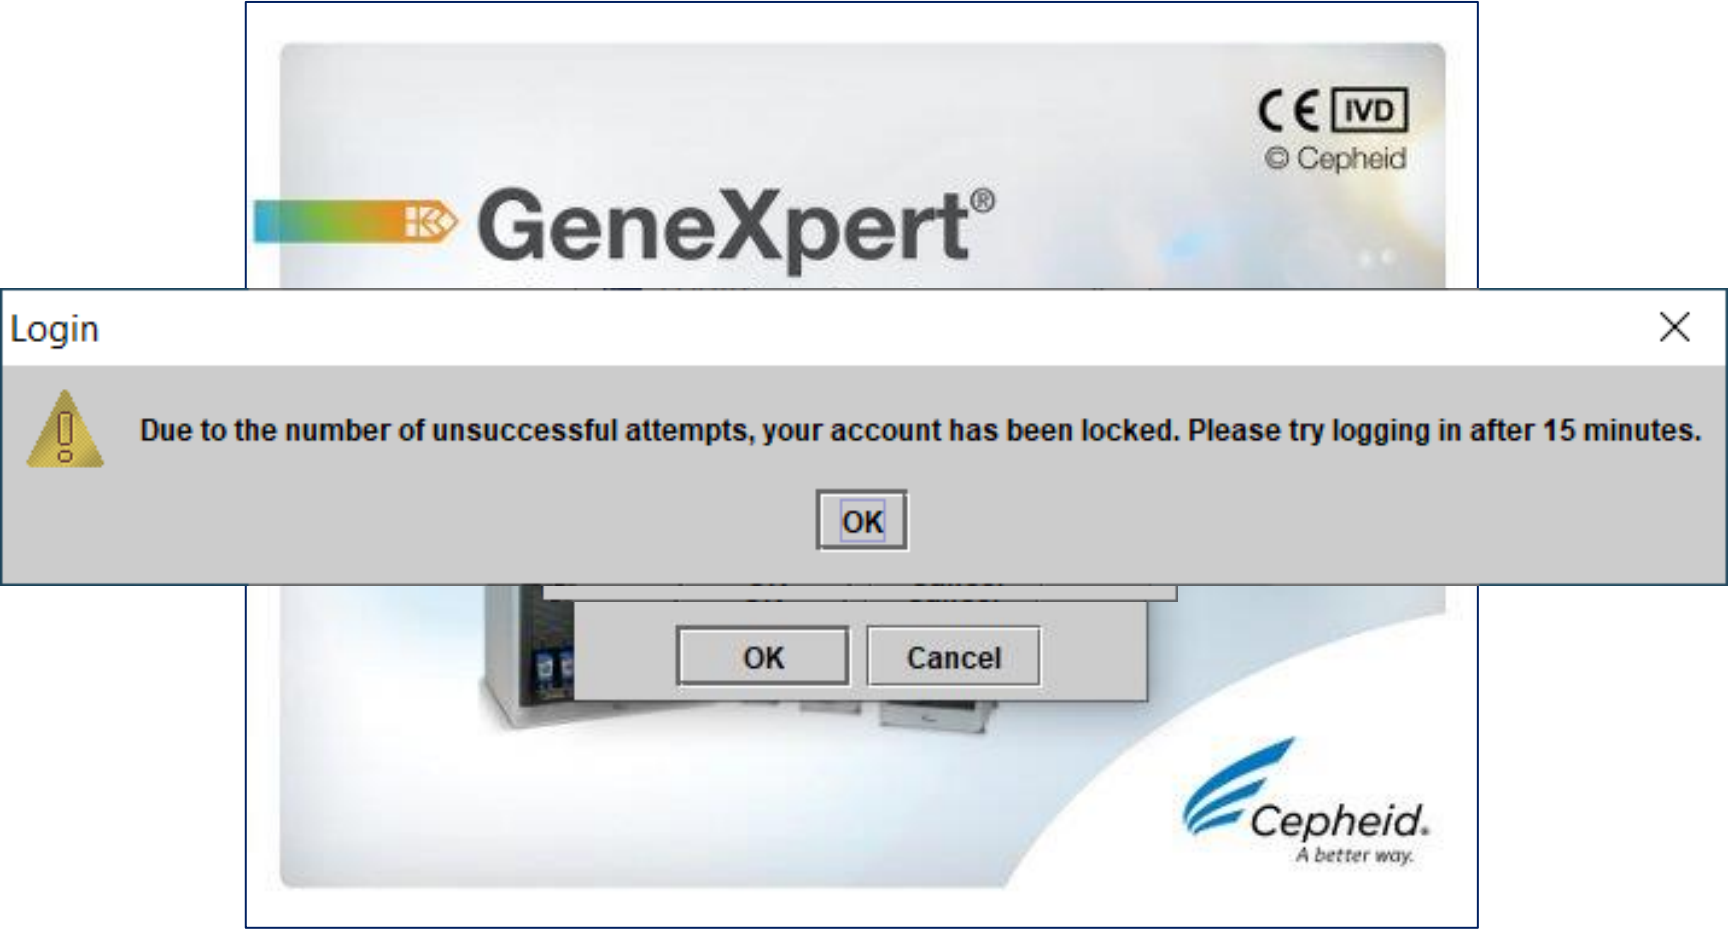 CE IVD
© Cepheid
GeneXpert®
Login
Due to the number of unsuccessful attempts, your account has been locked. Please try logging in after 15 minutes.
OK
OK Cancel
Cepheid.
A better way.